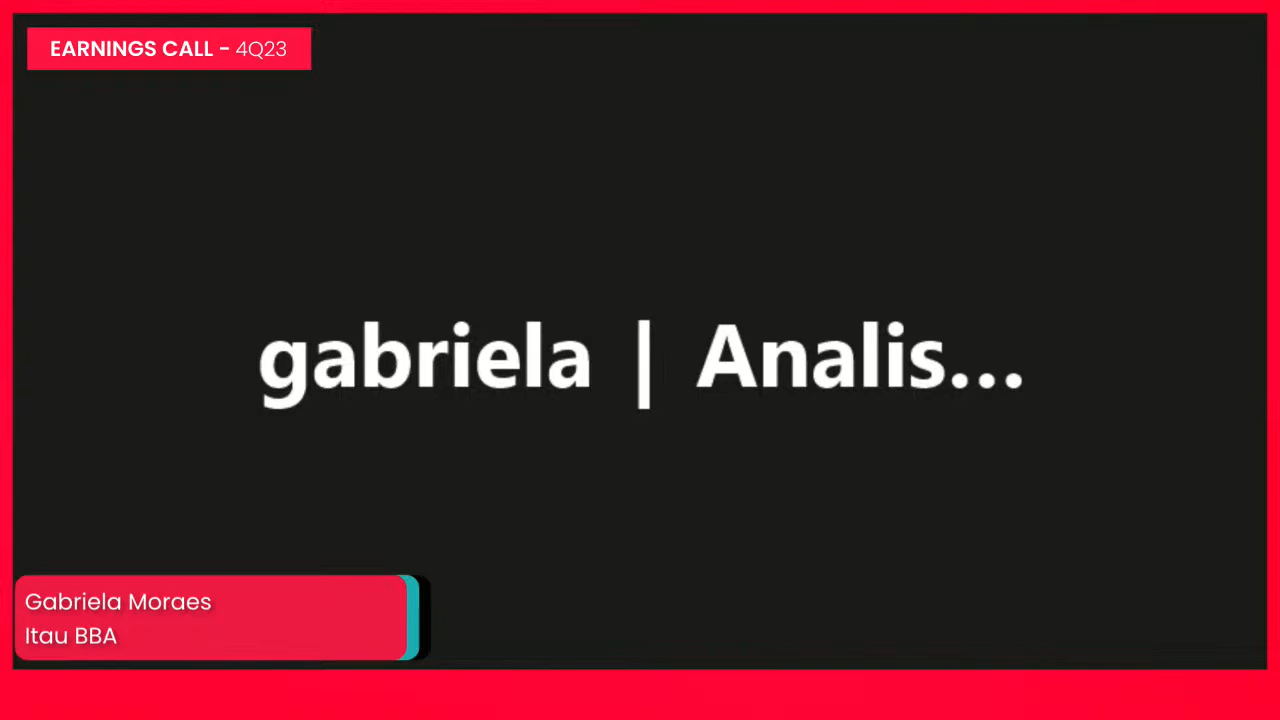 EARNINGS CALL - 4Q23
gabriela | Analis...
Gabriela Moraes
Itau BBA